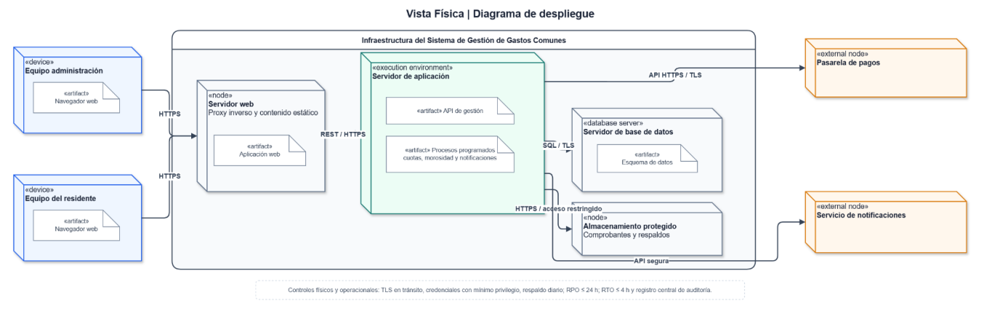 Vista Física | Diagrama de despliegue
Infraestructura del Sistema de Gestión de Gastos Comunes
«device»
Equipo administración
«artifact»
Navegador web
HTTPS
«device»
Equipo del residente
«artifact»
Navegador web
HTTPS
«node»
Servidor web
Proxy inverso y contenido estático
«artifact»
Aplicación web
REST / HTTPS
«execution environment»
Servidor de aplicación
«artifact» API de gestión
«artifact» Procesos programados
cuotas, morosidad y notificaciones
API HTTPS / TLS
SQL / TLS
«database server»
Servidor de base de datos
«artifact»
Esquema de datos
HTTPS / acceso restringido
«node»
Almacenamiento protegido
Comprobantes y respaldos
API segura
«external node»
Pasarela de pagos
«external node»
Servicio de notificaciones
Controles físicos y operacionales: TLS en tránsito, credenciales con mínimo privilegio, respaldo diario; RPO ≤ 24 h; RTO ≤ 4 h y registro central de auditoría.